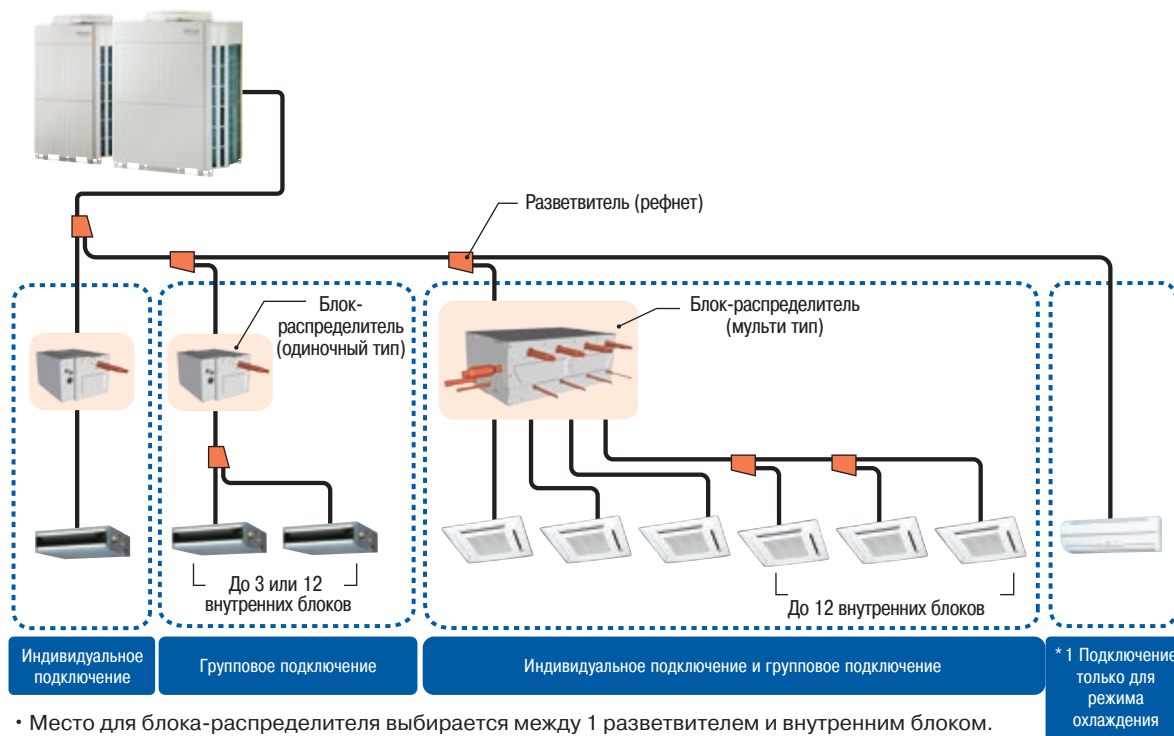 Разветвитель (рефнет)
Блок-
распределитель
(одиночный тип)
Блок-распределитель
(мульти тип)
До 3 или 12
внутренних блоков
До 12 внутренних блоков
Индивидуальное
подключение
Групповое подключение
Индивидуальное подключение и групповое подключение
* 1 Подключение
только для
режима
охлаждения
· Место для блока-распределителя выбирается между 1 разветвителем и внутренним блоком.